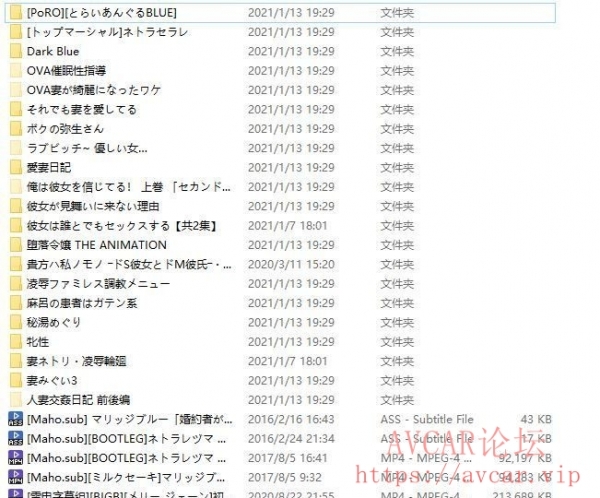 [PoRO][とらいあんぐるBLUE] 2021/1/13 19:29 文件夹
[トップマーシャル]ネトラセラレ 2021/1/13 19:29 文件夹
Dark Blue 2021/1/13 19:29 文件夹
OVA催眠性指導 2021/1/13 19:29 文件夹
OVA妻が綺麗になったワケ 2021/1/13 19:29 文件夹
それでも妻を愛してる 2021/1/13 19:29 文件夹
ボクの弥生さん 2021/1/13 19:29 文件夹
ラブビッチ~ 優しい女... 2021/1/13 19:29 文件夹
愛妻日記 2021/1/13 19:29 文件夹
俺は彼女を信じてる! 上巻 「セカンド... 2021/1/13 19:29 文件夹
彼女が見舞いに来ない理由 2021/1/13 19:29 文件夹
彼女は誰とでもセックスする【共2集】 2021/1/7 18:01 文件夹
堕落令嬢 THE ANIMATION 2021/1/13 19:29 文件夹
貴方ハ私ノモノ -ドS彼女とドM彼氏-・... 2020/3/11 15:20 文件夹
凌辱ファミレス調教メニュー 2021/1/13 19:29 文件夹
麻呂の患者はガテン系 2021/1/13 19:29 文件夹
秘湯めぐり 2021/1/13 19:29 文件夹
牝性 2021/1/13 19:29 文件夹
妻ネトリ・凌辱輪廻 2021/1/7 18:01 文件夹
妻みぐい3 2021/1/13 19:29 文件夹
人妻交姦日記 前後編 2021/1/13 19:29 文件夹
[Maho.sub] マリッジブルー「婚約者が... 2016/2/16 16:43 ASS - Subtitle File 43 KB
[Maho.sub][BOOTLEG]ネトラレヅマ ... 2016/2/24 21:34 ASS - Subtitle File 17 KB
[Maho.sub][BOOTLEG]ネトラレヅマ ... 2017/8/5 16:41 MP4 - MPEG-4 ... 92,197 KB
[Maho.sub][ミルクセーキ]マリッジブ... 2017/8/5 9:32 MP4 - MPEG-4 ... 94,283 KB
2020/8/22 21:55 MP4 - MPEG-4 ... 213,689 KB
AVCAR论坛
https://avcar.vip